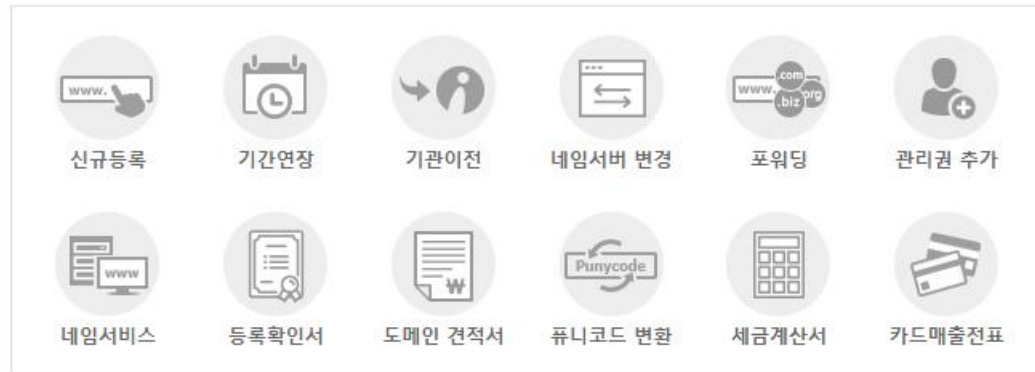 www.
.com
www.
.biz
org
신규등록 기간연장 기관이전 네임서버 변경 포워딩 관리권 추가
www
₩
Punycode
네임서비스 등록확인서 도메인 견적서 퓨니코드 변환 세금계산서 카드매출전표